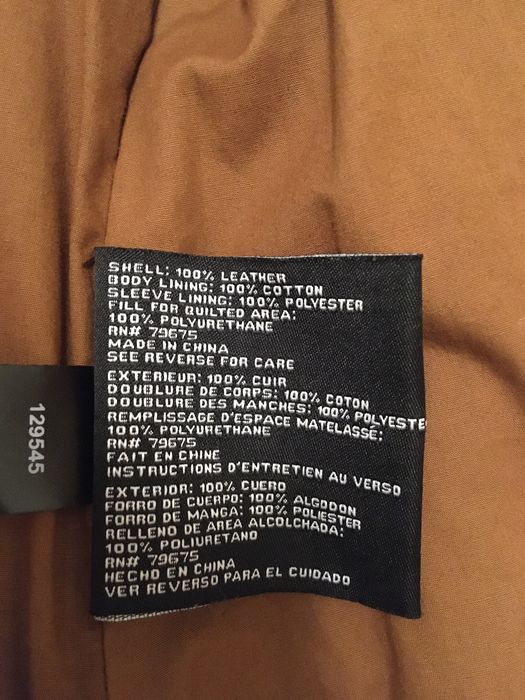 SHELL: 100% LEATHER
BODY LINING: 100% COTTON
SLEEVE LINING: 100% POLYESTER
FILL FOR QUILTED AREA:
100% POLYURETHANE
RN# 79675
MADE IN CHINA
SEE REVERSE FOR CARE
EXTERIEUR: 100% CUIR
DOUBLURE DE CORPS: 100% COTON
DOUBLURE DES MANCHES: 100% POLYESTE
REMPLISSAGE D'ESPACE MATELASSÉ:
100% POLYURETHANE
RN# 79675
FAIT EN CHINE
INSTRUCTIONS D'ENTRETIEN AU VERSO
EXTERIOR: 100% CUERO
FORRO DE CUERPO: 100% ALGODON
FORRO DE MANGA: 100% POLIESTER
RELLENO DE AREA ALCOLCHADA:
100% POLIURETANO
RN# 79675
HECHO EN CHINA
VER REVERSO PARA EL CUIDADO
129545